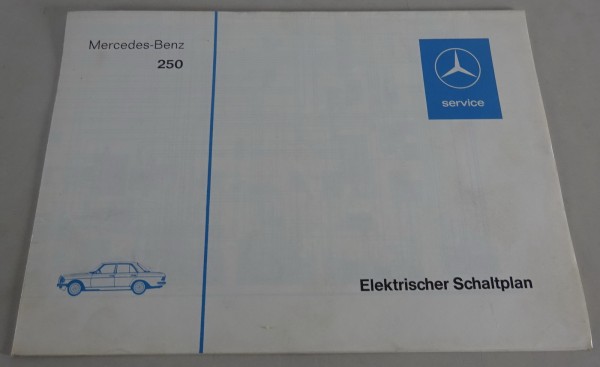 Mercedes-Benz
250
service
Elektrischer Schaltplan